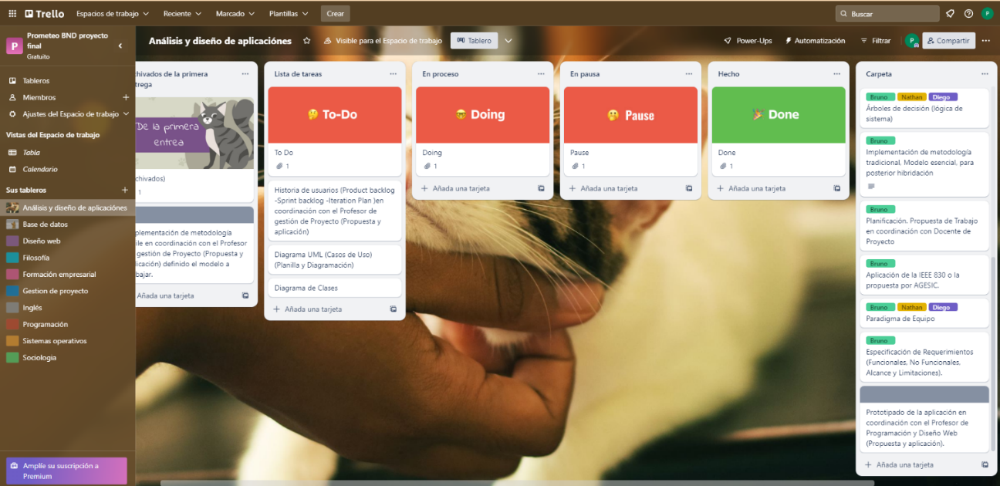 Trello
Espacios de trabajo
Reciente
Marcado
Plantillas
Crear
Buscar
P
P
Prometeo BND proyecto
final
Gratuito
Análisis y diseño de aplicaciónes
Visible para el Espacio de trabajo
Tablero
Power-Ups
Automatización
Filtrar
P
Compartir
Tableros
Miembros
Ajustes del Espacio de trabajo
Vistas del Espacio de trabajo
Tabla
Calendario
Sus tableros
Análisis y diseño de aplicaciónes
Base de datos
Diseño web
Filosofía
Formación empresarial
Gestion de proyecto
Inglés
Programación
Sistemas operativos
Sociologia
Amplíe su suscripción a
Premium
chivados de la primera
trega
De la primera
entrea
chivados)
1
plementación de metodología
ile en coordinación con el Profesor
gestión de Proyecto (Propuesta y
licación) definido el modelo a
bajar.
Añada una tarjeta
Lista de tareas
To-Do
To Do
1
Historia de usuarios (Product backlog
-Sprint backlog -Iteration Plan )en
coordinación con el Profesor de
gestión de Proyecto (Propuesta y
aplicación)
Diagrama UML (Casos de Uso)
(Planilla y Diagramación)
Diagrama de Clases
Añada una tarjeta
En proceso
Doing
Doing
1
Añada una tarjeta
En pausa
Pause
Pause
1
Añada una tarjeta
Hecho
Done
Done
1
Añada una tarjeta
Carpeta
Bruno Nathan Diego
Árboles de decisión (lógica de
sistema)
Bruno
Implementación de metodología
tradicional, Modelo esencial, para
posterior hibridación
Bruno
Planificación. Propuesta de Trabajo
en coordinación con Docente de
Proyecto
Bruno
Aplicación de la IEEE 830 o la
propuesta por AGESIC.
Bruno Nathan Diego
Paradigma de Equipo
Bruno
Especificación de Requerimientos
(Funcionales, No Funcionales,
Alcance y Limitaciones).
Prototipado de la aplicación en
coordinación con el Profesor de
Programación y Diseño Web
(Propuesta y aplicación).
Añada una tarjeta